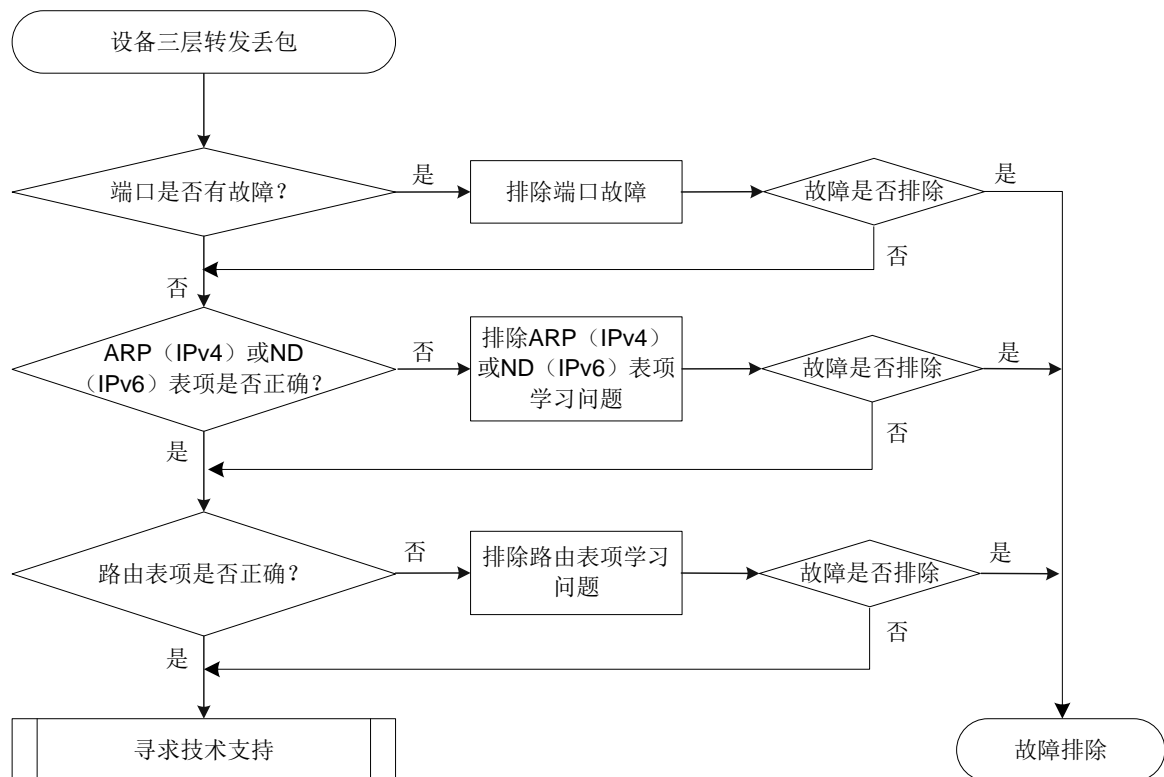 设备三层转发丢包
端口是否有故障？
是
排除端口故障
故障是否排除
是
否
否
ARP（IPv4）或ND
（IPv6）表项是否正确？
否
排除ARP（IPv4）
或ND（IPv6）表项
学习问题
故障是否排除
是
否
是
路由表项是否正确？
否
排除路由表项学习
问题
故障是否排除
是
否
是
寻求技术支持
故障排除